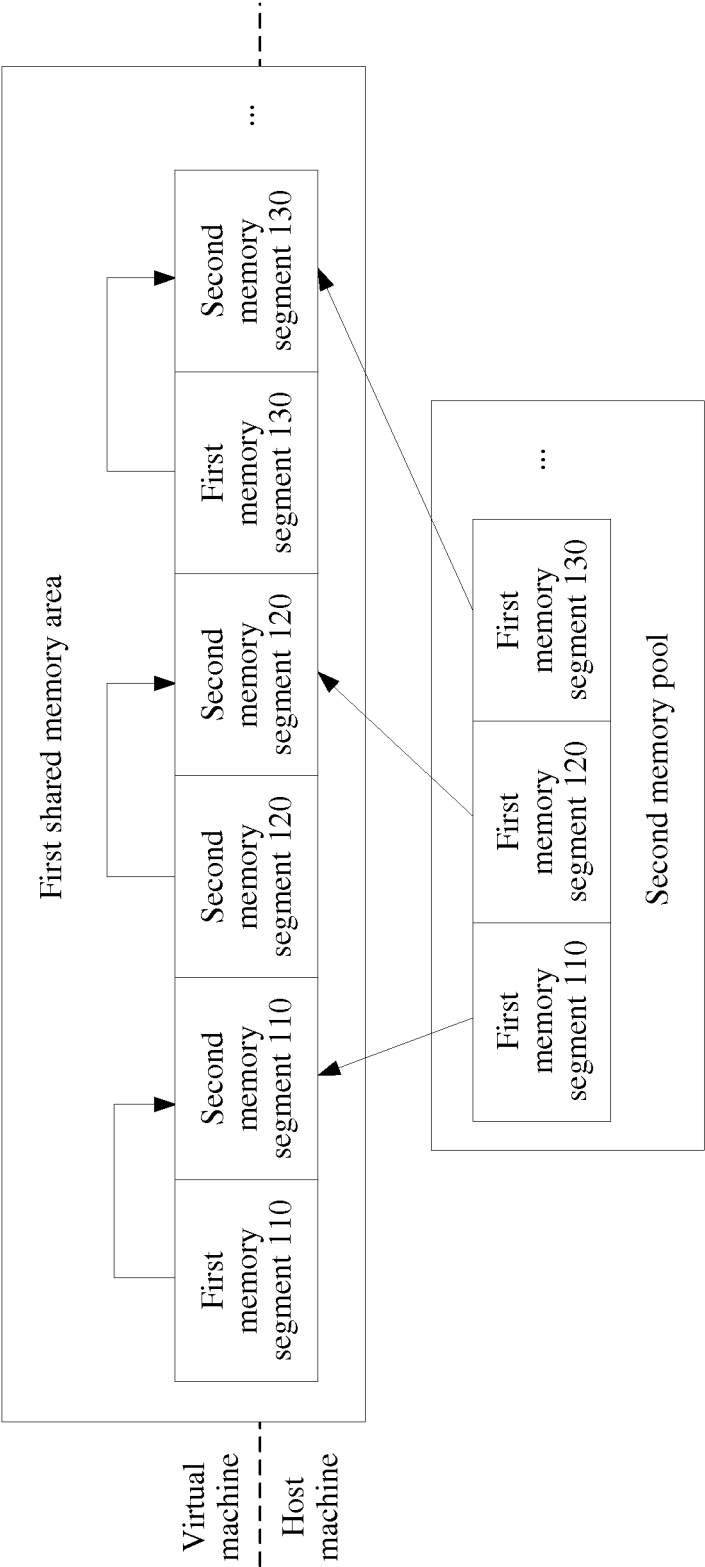 First shared memory area
Virtual
machine
Host
machine
First
memory
segment 110
Second
memory
segment 110
Second
memory
segment 120
Second
memory
segment 120
First
memory
segment 130
Second
memory
segment 130
...
First
memory
segment 110
First
memory
segment 120
First
memory
segment 130
...
Second memory pool